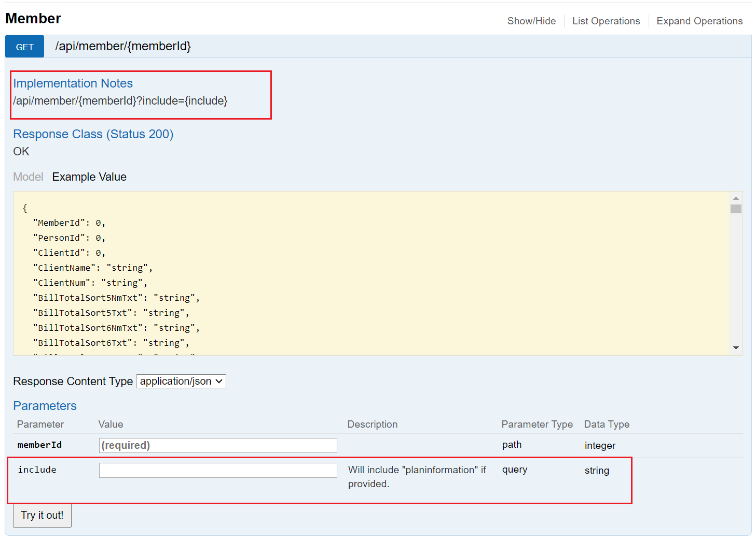 Member
Show/Hide List Operations Expand Operations
GET /api/member/{memberId}
Implementation Notes
/api/member/{memberId}?include={include}
Response Class (Status 200)
OK
Model Example Value
{
"MemberId": 0,
"PersonId": 0,
"ClientId": 0,
"ClientName": "string",
"ClientNum": "string",
"BillTotalSort5NmTxt": "string",
"BillTotalSort5Txt": "string",
"BillTotalSort6NmTxt": "string",
"BillTotalSort6Txt": "string",
Response Content Type application/json
Parameters
Parameter Value Description Parameter Type Data Type
memberId (required) path integer
include Will include "planinformation" if query string
provided.
Try it out!